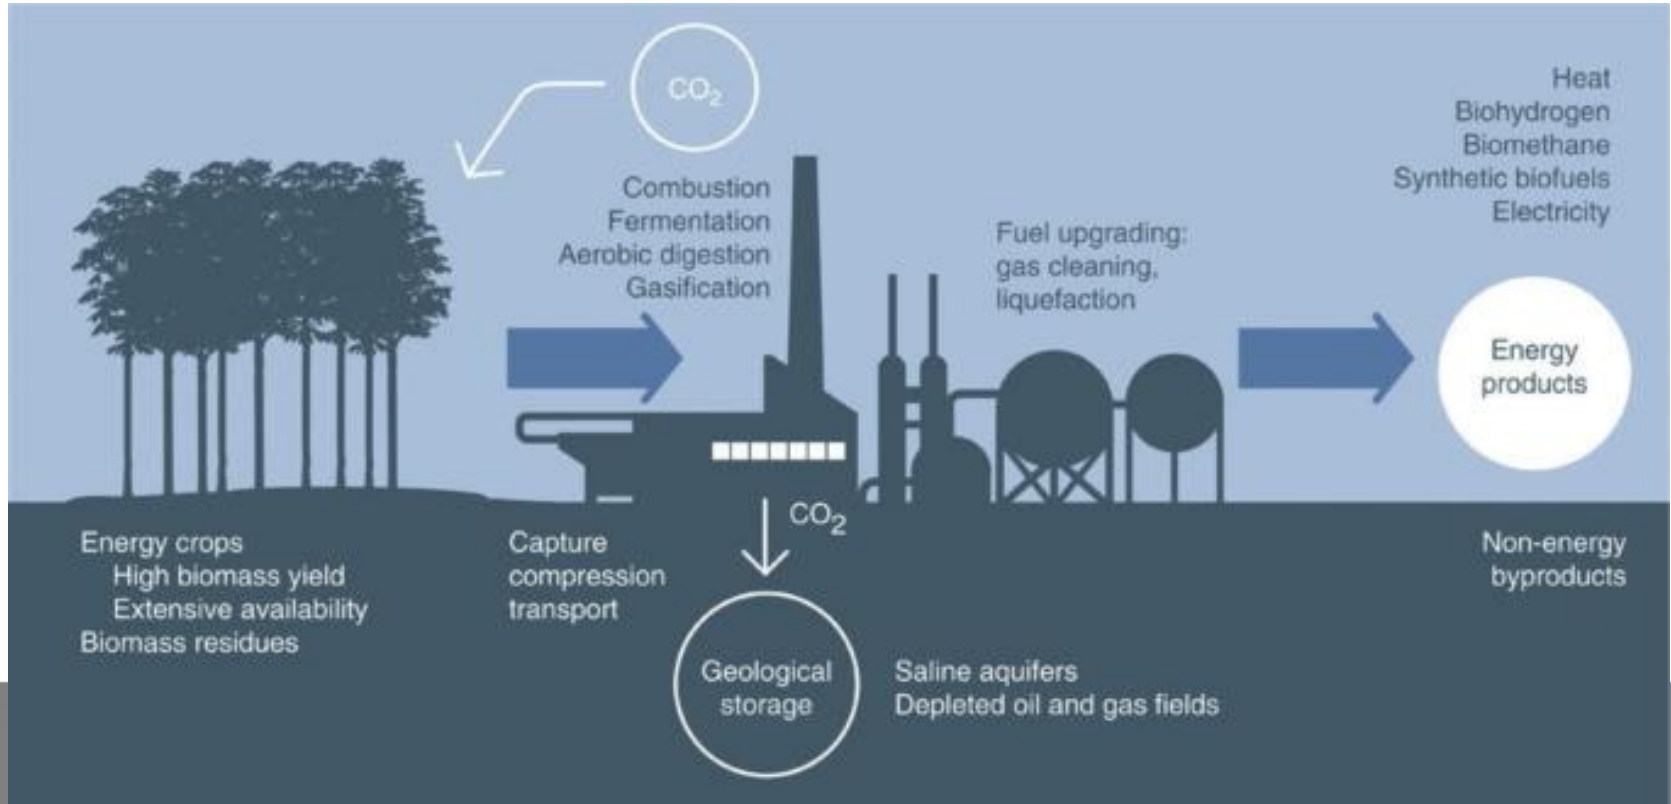 CO₂
Combustion
Fermentation
Aerobic digestion
Gasification
Fuel upgrading:
gas cleaning,
liquefaction
Heat
Biohydrogen
Biomethane
Synthetic biofuels
Electricity
Energy
products
Energy crops
High biomass yield
Extensive availability
Biomass residues
Capture
compression
transport
CO₂
Geological
storage
Saline aquifers
Depleted oil and gas fields
Non-energy
byproducts